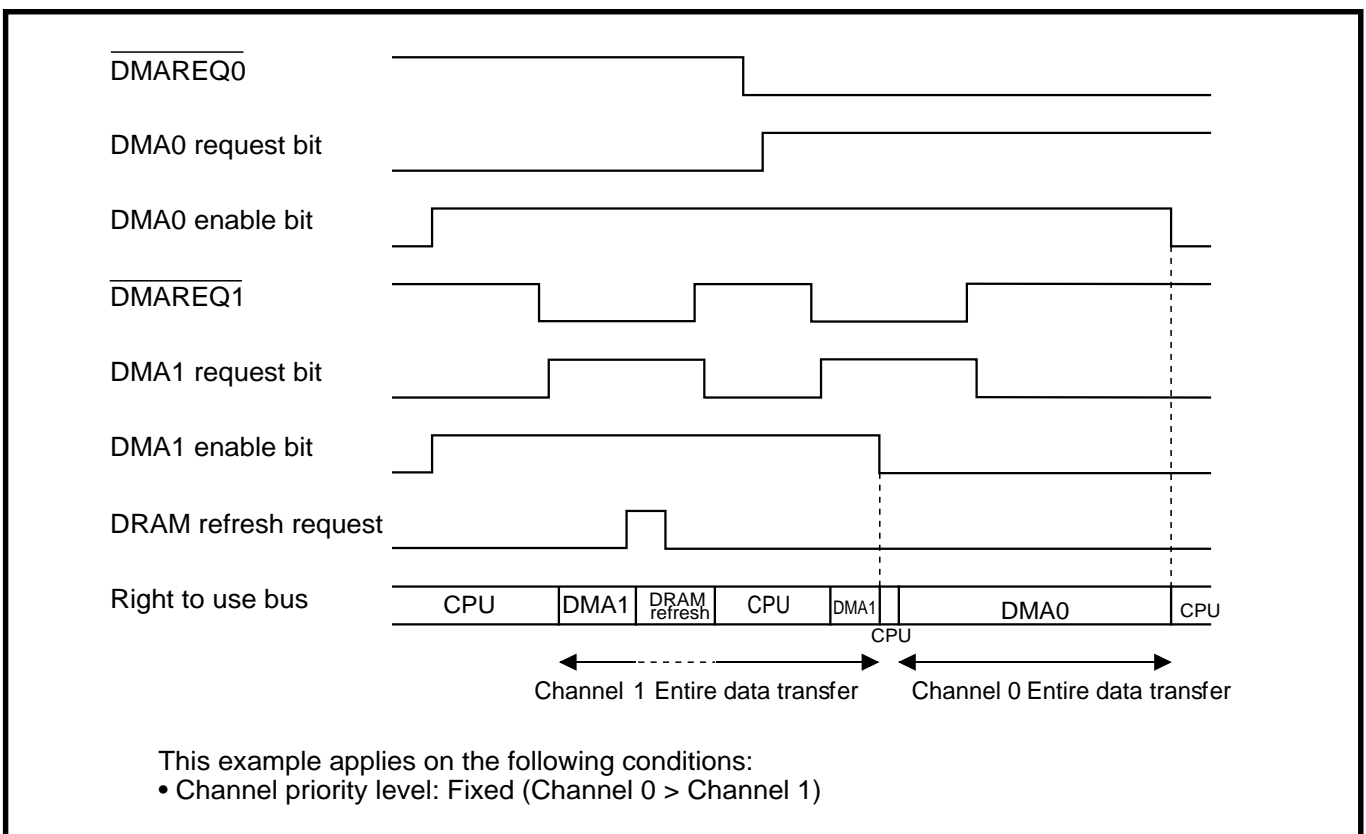 DMAREQ0
DMA0 request bit
DMA0 enable bit
DMAREQ1
DMA1 request bit
DMA1 enable bit
DRAM refresh request
Right to use bus
CPU
DMA1
DRAM
refresh
CPU
DMA1
CPU
DMA0
CPU
Channel 1 Entire data transfer
Channel 0 Entire data transfer
This example applies on the following conditions:
• Channel priority level: Fixed (Channel 0 > Channel 1)